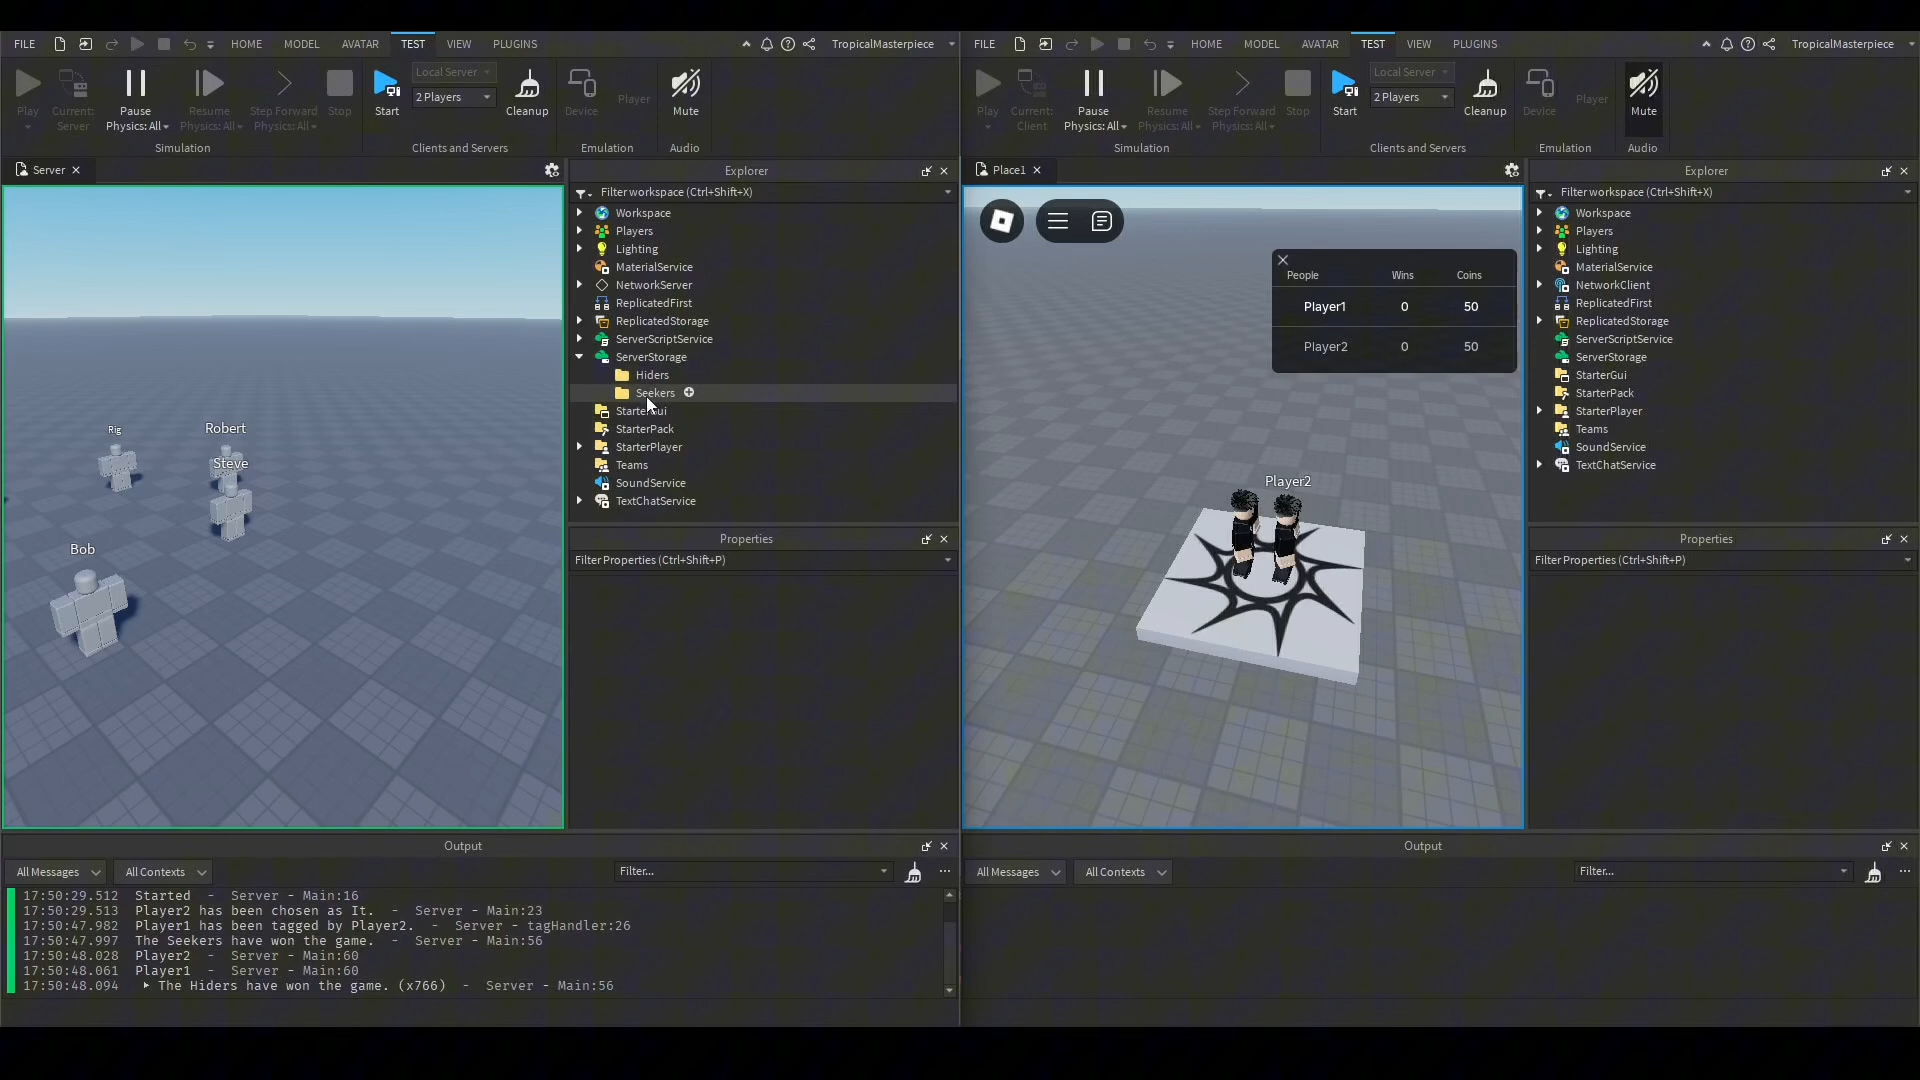 FILE HOME MODEL AVATAR TEST VIEW PLUGINS TropicalMasterpiece
Play Current: Server Pause Physics: All Resume Physics: All Step Forward Physics: All Stop
Start Local Server 2 Players Cleanup Device Player Mute
Simulation Clients and Servers Emulation Audio
Server
Rig
Robert
Steve
Bob
Explorer
Filter workspace (Ctrl+Shift+X)
Workspace
Players
Lighting
MaterialService
NetworkServer
ReplicatedFirst
ReplicatedStorage
ServerScriptService
ServerStorage
Hiders
Seekers
StarterGui
StarterPack
StarterPlayer
Teams
SoundService
TextChatService
Properties
Filter Properties (Ctrl+Shift+P)
Output
All Messages All Contexts Filter...
17:50:29.512 Started - Server - Main:16
17:50:29.513 Player2 has been chosen as It. - Server - Main:23
17:50:47.982 Player1 has been tagged by Player2. - Server - tagHandler:26
17:50:47.997 The Seekers have won the game. - Server - Main:56
17:50:48.028 Player2 - Server - Main:60
17:50:48.061 Player1 - Server - Main:60
17:50:48.094 The Hiders have won the game. (x766) - Server - Main:56
FILE HOME MODEL AVATAR TEST VIEW PLUGINS TropicalMasterpiece
Play Current: Client Pause Physics: All Resume Physics: All Step Forward Physics: All Stop
Start Local Server 2 Players Cleanup Device Player Mute
Simulation Clients and Servers Emulation Audio
Place1
People Wins Coins
Player1 0 50
Player2 0 50
Player2
Explorer
Filter workspace (Ctrl+Shift+X)
Workspace
Players
Lighting
MaterialService
NetworkClient
ReplicatedFirst
ReplicatedStorage
ServerScriptService
ServerStorage
StarterGui
StarterPack
StarterPlayer
Teams
SoundService
TextChatService
Properties
Filter Properties (Ctrl+Shift+P)
Output
All Messages All Contexts Filter...